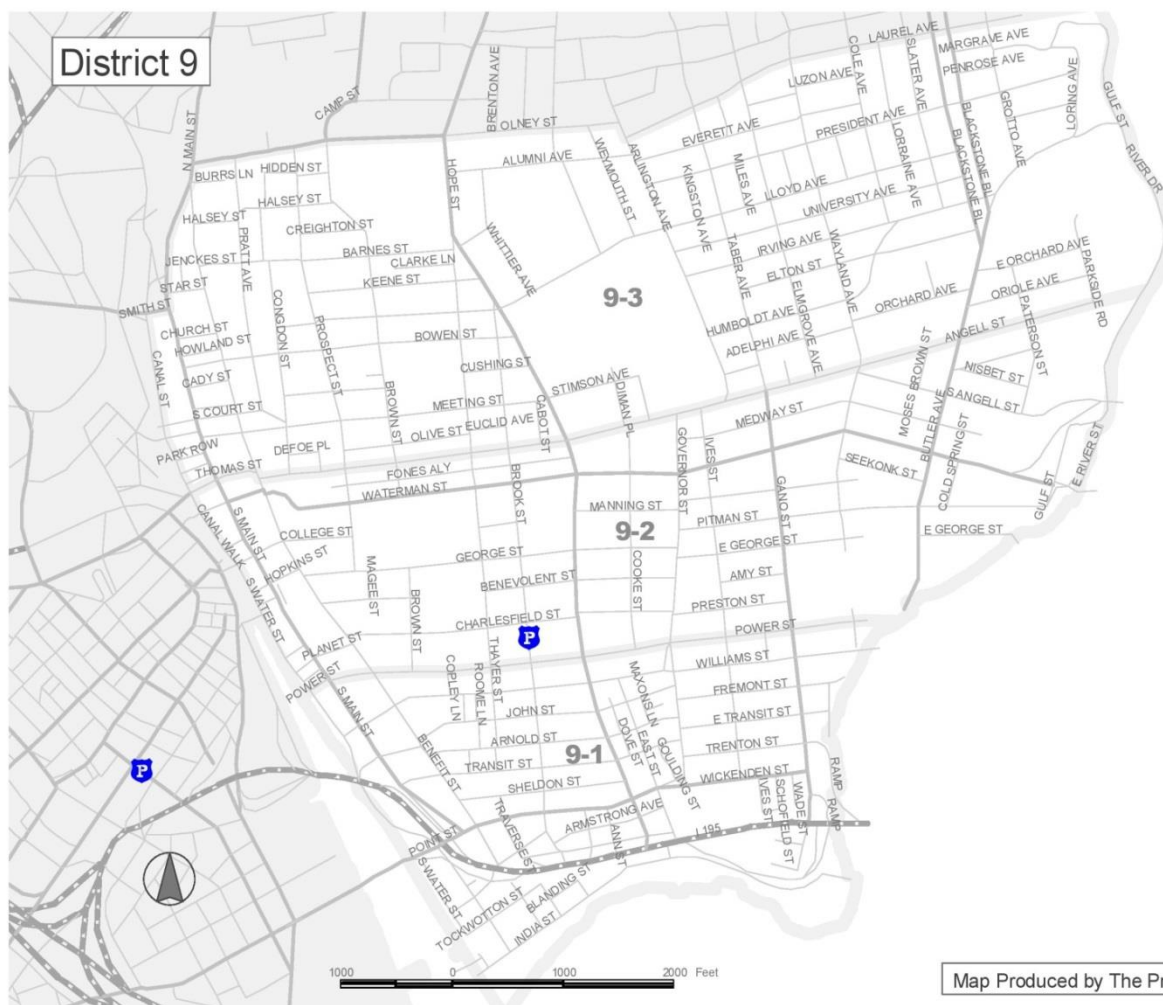 District 9
LAUREL AVE
MARGRAVE AVE
PENROSE AVE
COLE AVE
SLATER AVE
LORING AVE
GULF ST
RIVER DR
BRENTON AVE
CAMP ST
OLNEY ST
LUZON AVE
EVERETT AVE
PRESIDENT AVE
GROTTO AVE
BLACKSTONE BL
BLACKSTONE BL
LORRAINE AVE
N MAIN ST
BURRS LN
HIDDEN ST
HOPE ST
ALUMNI AVE
WEYMOUTH ST
ARLINGTON AVE
KINGSTON AVE
MILES AVE
LLOYD AVE
UNIVERSITY AVE
HALSEY ST
HALSEY ST
CREIGHTON ST
PRATT AVE
WHITTIER AVE
TABER AVE
IRVING AVE
WAYLAND AVE
JENCKES ST
BARNES ST
CLARKE LN
KEENE ST
STAR ST
SMITH ST
CONGDON ST
PROSPECT ST
9-3
ELTON ST
ELMGROVE AVE
E ORCHARD AVE
ORIOLE AVE
PARKSIDE RD
ORCHARD AVE
PATERSON ST
HUMBOLDT AVE
ADELPHI AVE
ANGELL ST
CHURCH ST
HOWLAND ST
BOWEN ST
CANAL ST
CADY ST
CUSHING ST
STIMSON AVE
DIMAN PL
MOSES BROWN ST
NISBET ST
S ANGELL ST
S COURT ST
MEETING ST
BROWN ST
OLIVE ST
EUCLID AVE
CABOT ST
MEDWAY ST
BUTLER AVE
COLD SPRING ST
PARK ROW
THOMAS ST
DEFOE PL
FONES ALY
WATERMAN ST
BROOK ST
GOVERNOR ST
IVES ST
GANO ST
SEEKONK ST
GULF ST
E RIVER ST
CANAL WALK
S MAIN ST
COLLEGE ST
HOPKINS ST
MANNING ST
9-2
PITMAN ST
E GEORGE ST
E GEORGE ST
S WATER ST
MAGEE ST
GEORGE ST
BENEVOLENT ST
COOKE ST
AMY ST
BROWN ST
CHARLESFIELD ST
PRESTON ST
P
POWER ST
PLANET ST
POWER ST
COPLEY LN
ROOME LN
THAYER ST
MAXONS LN
WILLIAMS ST
FREMONT ST
S MAIN ST
JOHN ST
E TRANSIT ST
BENEFIT ST
ARNOLD ST
9-1
DOVE ST
EAST ST
GOULDING ST
TRENTON ST
P
TRANSIT ST
SHELDON ST
WICKENDEN ST
RAMP
RAMP
IVES ST
SCHOFIELD ST
WADE ST
TRAVERSE ST
ARMSTRONG AVE
ANN ST
I 195
POINT ST
S WATER ST
TOCKWOTTON ST
BLANDING ST
INDIA ST
1000 0 1000 2000 Feet
Map Produced by The Pr